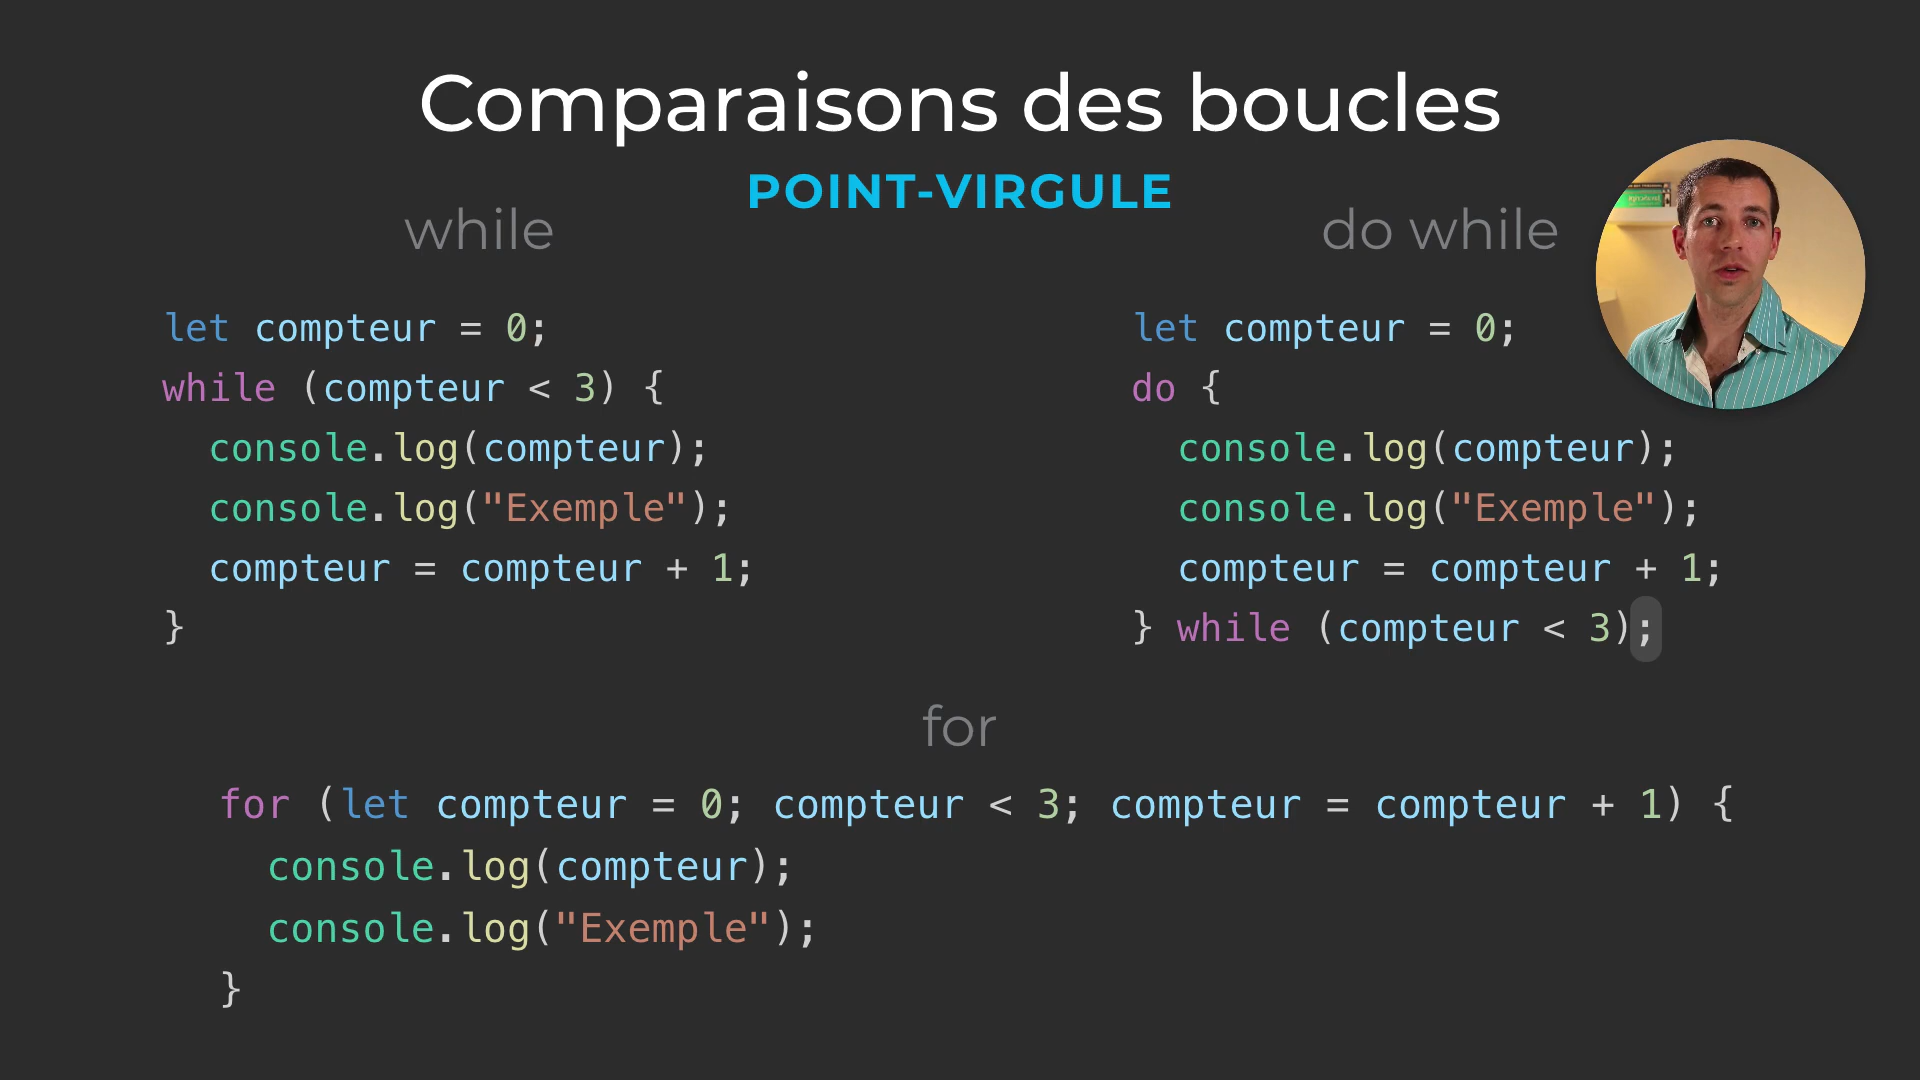 Comparaisons des boucles
POINT-VIRGULE
while
let compteur = 0;
while (compteur < 3) {
  console.log(compteur);
  console.log("Exemple");
  compteur = compteur + 1;
}
do while
let compteur = 0;
do {
  console.log(compteur);
  console.log("Exemple");
  compteur = compteur + 1;
} while (compteur < 3);
for
for (let compteur = 0; compteur < 3; compteur = compteur + 1) {
  console.log(compteur);
  console.log("Exemple");
}